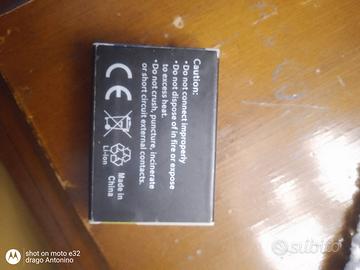 Caution:
•Do not connect improperly
•Do not dispose of in fire or expose
to excess heat.
•Do not crush, puncture, incinerate
or short circuit external contacts.
CE
Li-ion
Made in
China
shot on moto e32
drago Antonino
subito